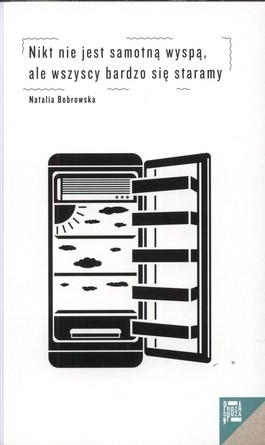 Nikt nie jest samotną wyspą,
ale wszyscy bardzo się staramy
Natalia Bobrowska